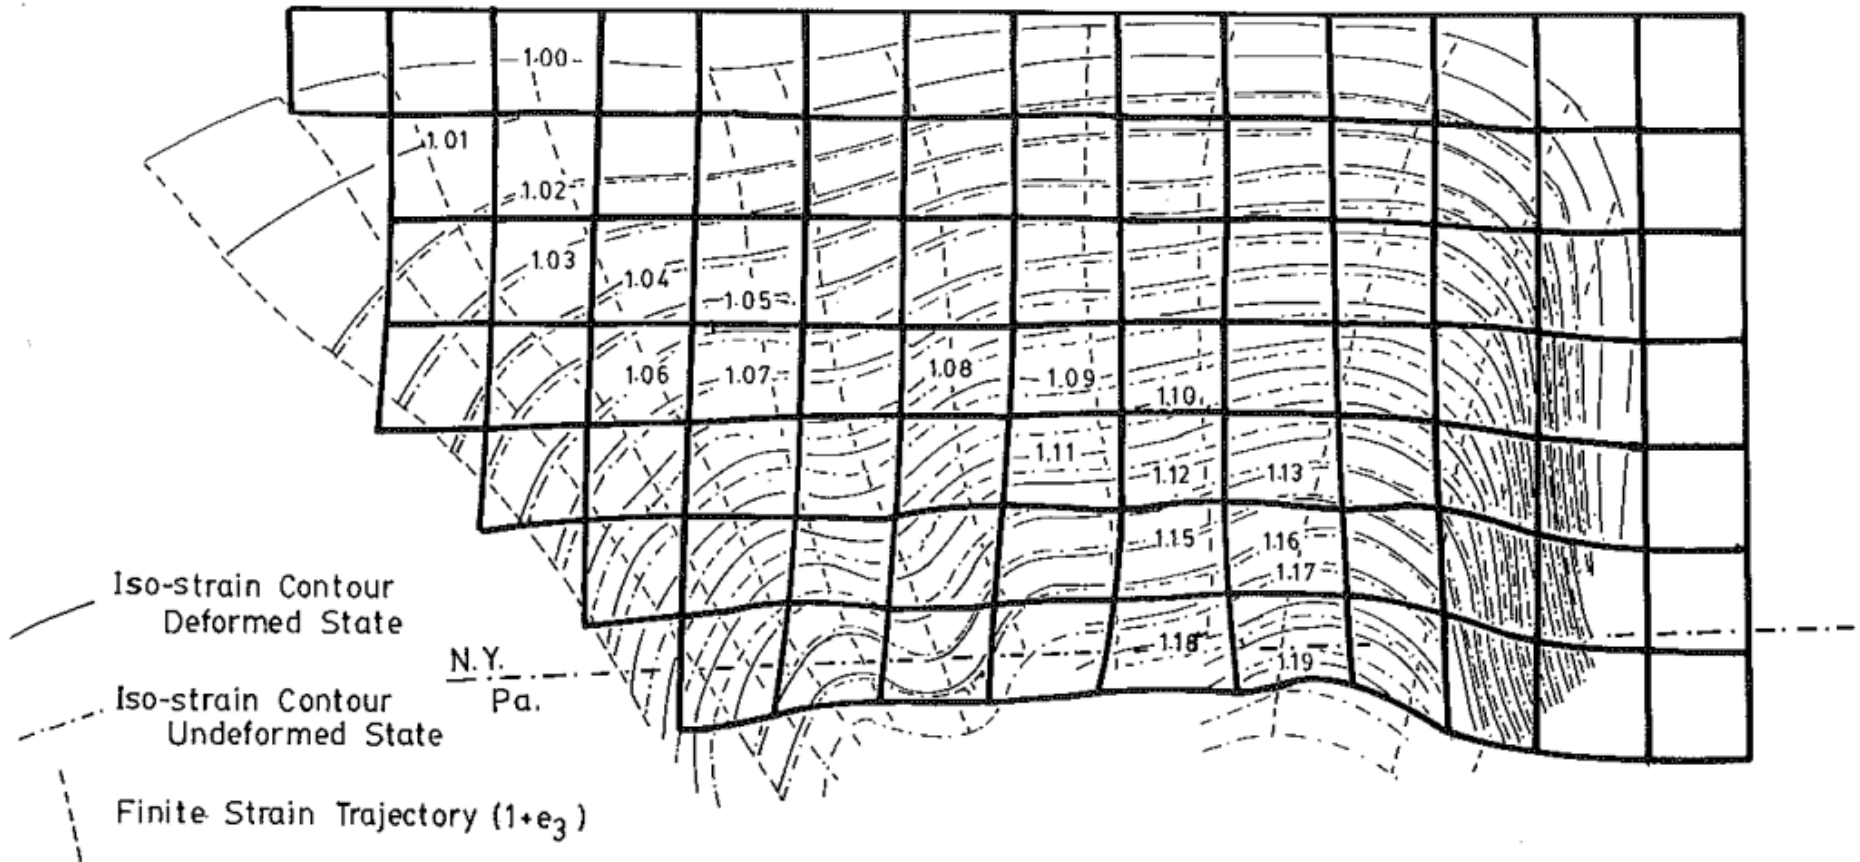 1.00
1.01
1.02
1.03
1.04
1.05
1.06
1.07
1.08
1.09
1.10
1.11
1.12
1.13
1.15
1.16
1.17
1.18
1.19
Iso-strain Contour
Deformed State
N.Y.
Pa.
Iso-strain Contour
Undeformed State
Finite Strain Trajectory (1+e₃)